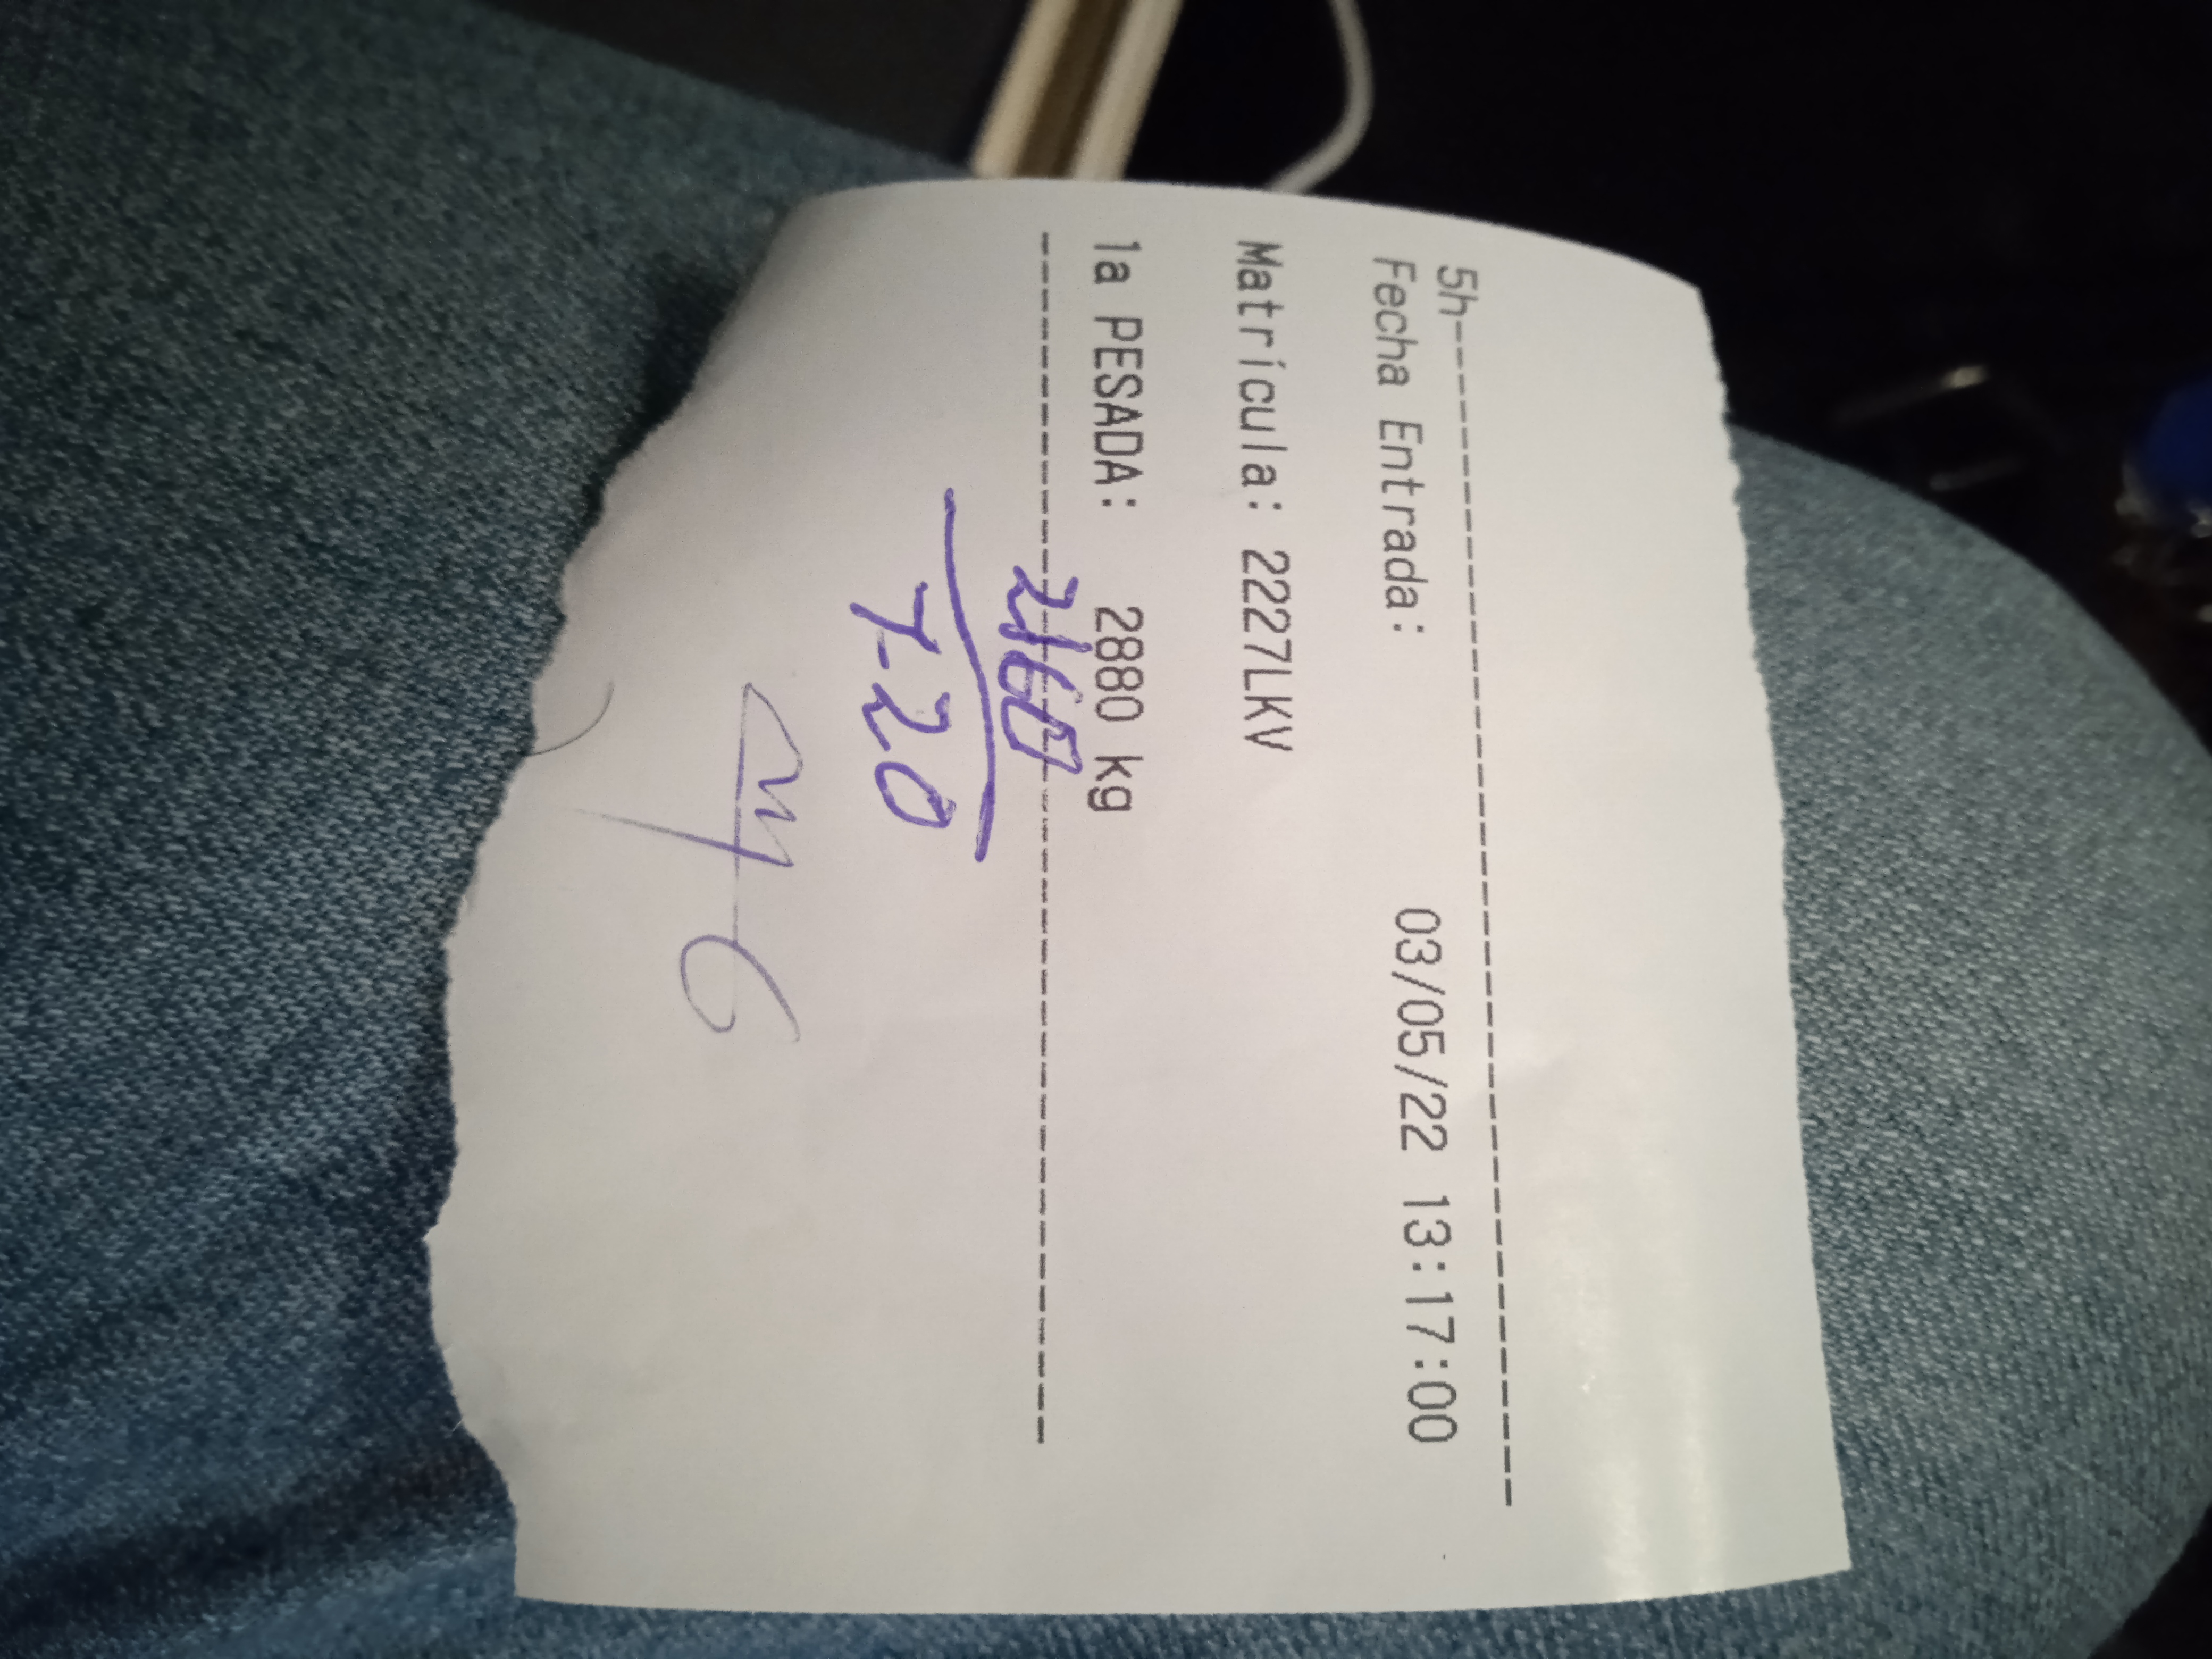 5h--------------------------------------------
Fecha Entrada: 03/05/22 13:17:00
Matrícula: 2227LKV
1a PESADA: 2880 kg
----------------------------------------------
2160
720